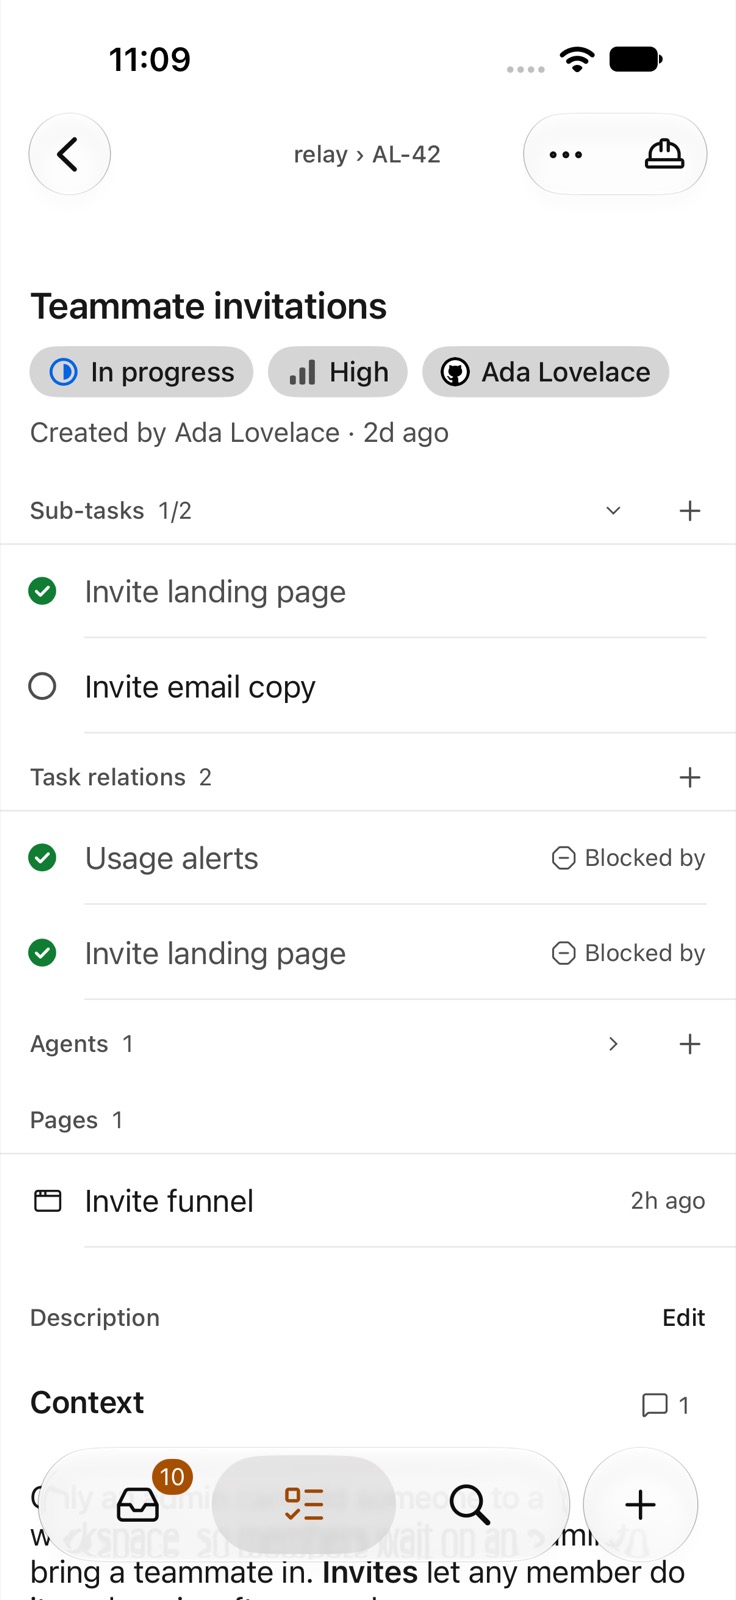 11:09
relay › AL-42
Teammate invitations
In progress
High
Ada Lovelace
Created by Ada Lovelace · 2d ago
Sub-tasks 1/2
Invite landing page
Invite email copy
Task relations 2
Usage alerts Blocked by
Invite landing page Blocked by
Agents 1
Pages 1
Invite funnel 2h ago
Description Edit
Context 1
10
bring a teammate in. Invites let any member do